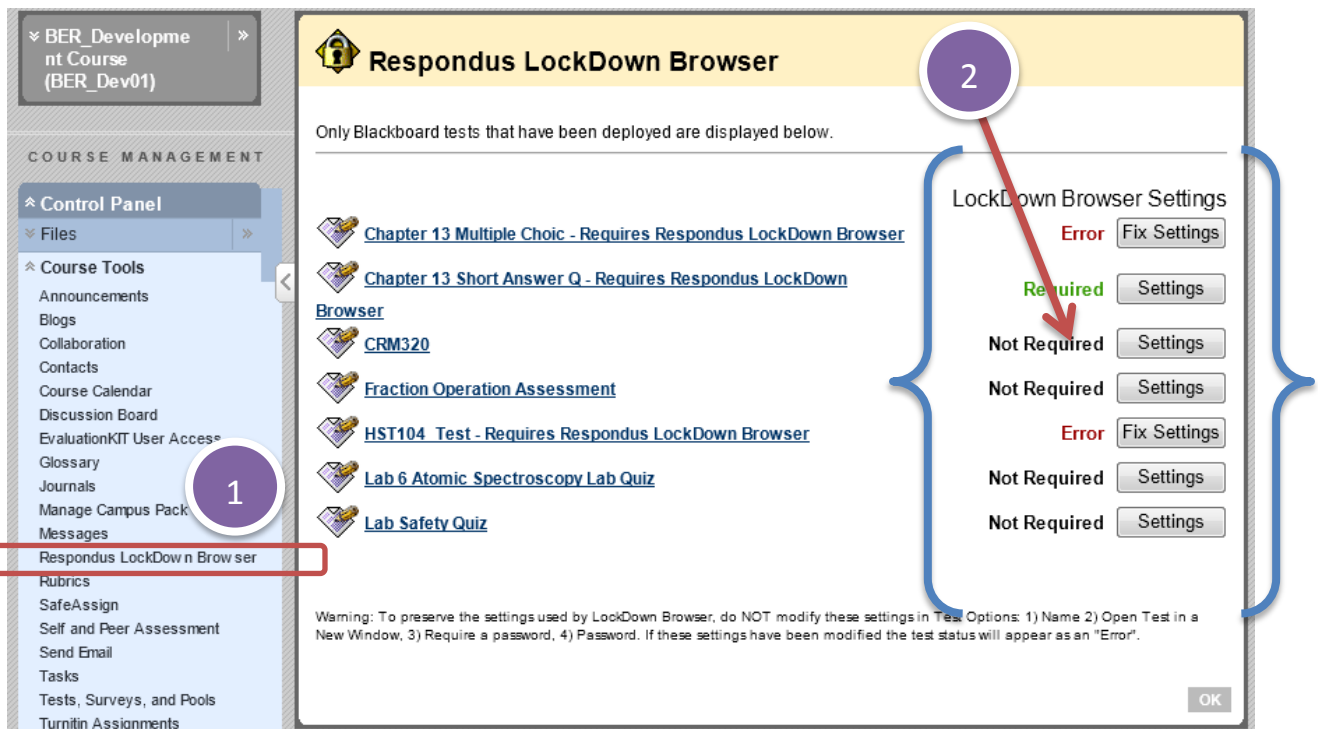 BER_Developme
nt Course
(BER_Dev01)
COURSE MANAGEMENT
Control Panel
Files
Course Tools
Announcements
Blogs
Collaboration
Contacts
Course Calendar
Discussion Board
EvaluationKIT User Access
Glossary
Journals
Manage Campus Pack
Messages
Respondus LockDown Browser
Rubrics
SafeAssign
Self and Peer Assessment
Send Email
Tasks
Tests, Surveys, and Pools
Turnitin Assignments
1
Respondus LockDown Browser
2
Only Blackboard tests that have been deployed are displayed below.
LockDown Browser Settings
Chapter 13 Multiple Choic - Requires Respondus LockDown Browser Error Fix Settings
Chapter 13 Short Answer Q - Requires Respondus LockDown
Browser Required Settings
CRM320 Not Required Settings
Fraction Operation Assessment Not Required Settings
HST104 Test - Requires Respondus LockDown Browser Error Fix Settings
Lab 6 Atomic Spectroscopy Lab Quiz Not Required Settings
Lab Safety Quiz Not Required Settings
Warning: To preserve the settings used by LockDown Browser, do NOT modify these settings in Test Options: 1) Name 2) Open Test in a
New Window, 3) Require a password, 4) Password. If these settings have been modified the test status will appear as an "Error".
OK